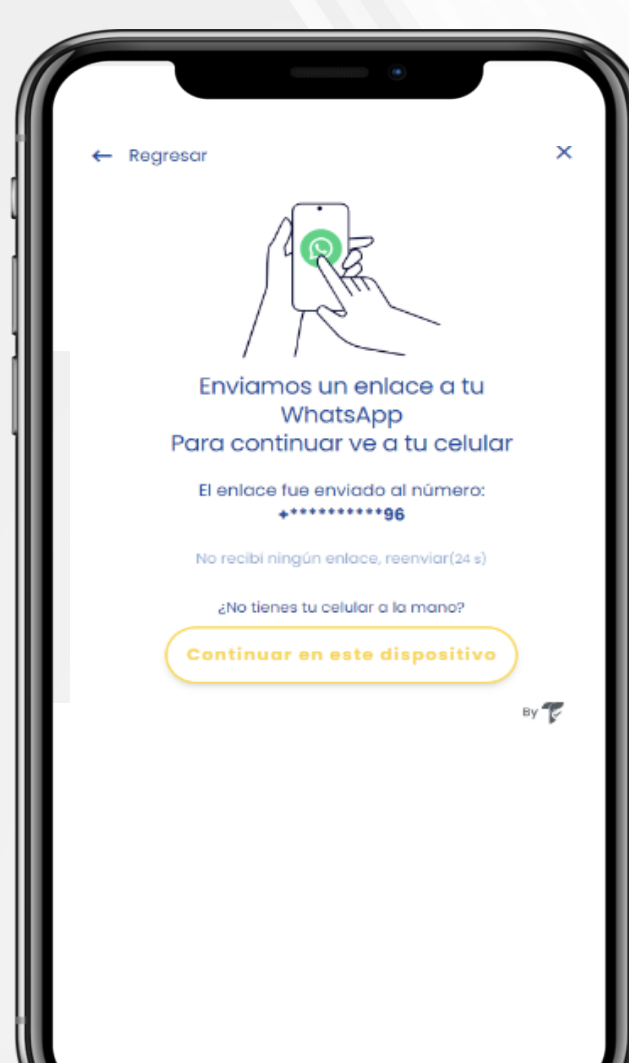 ← Regresar ×
Enviamos un enlace a tu
WhatsApp
Para continuar ve a tu celular
El enlace fue enviado al número:
+**********96
No recibí ningún enlace, reenviar(24 s)
¿No tienes tu celular a la mano?
Continuar en este dispositivo
By